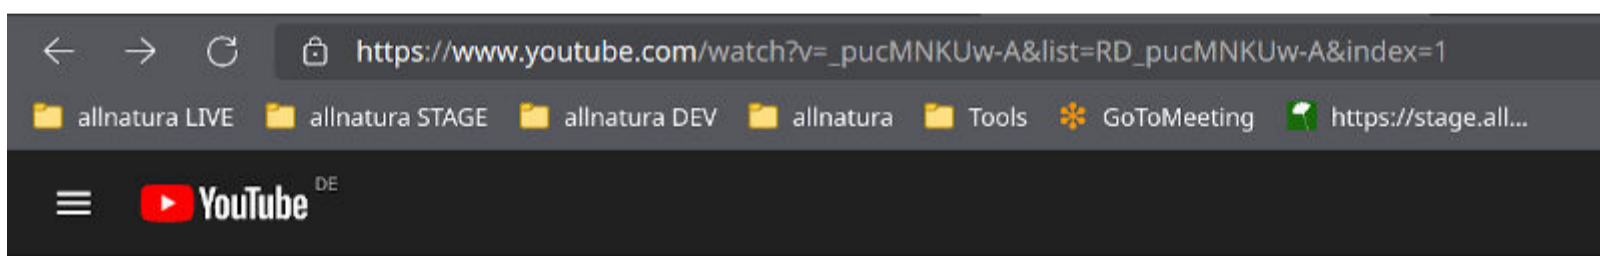 https://www.youtube.com/watch?v=_pucMNKUw-A&list=RD_pucMNKUw-A&index=1
allnatura LIVE allnatura STAGE allnatura DEV allnatura Tools GoToMeeting https://stage.all...
YouTube DE